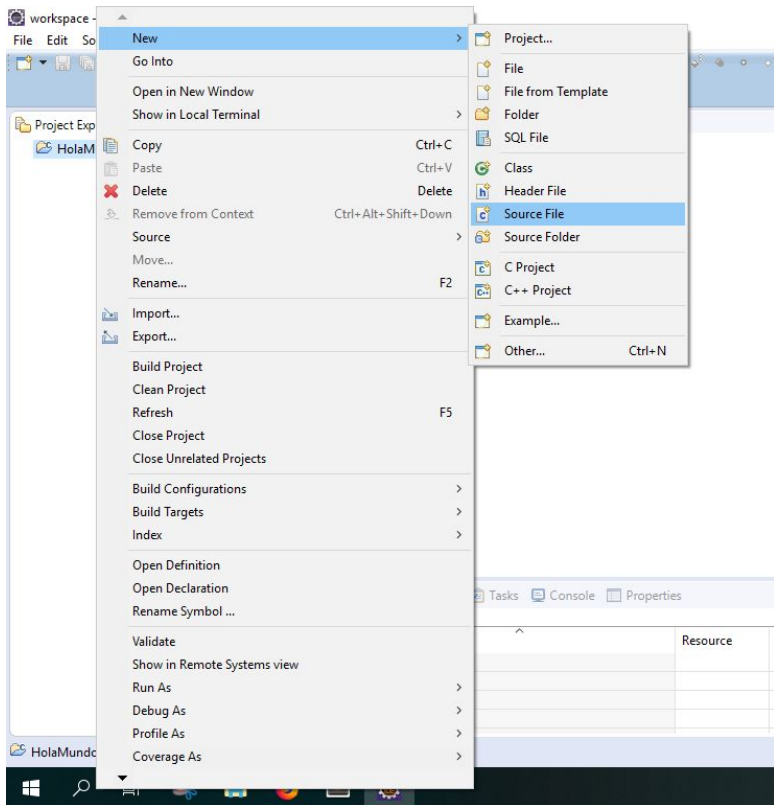 workspace -
File Edit So
Project Exp
HolaM
New
Go Into
Open in New Window
Show in Local Terminal
Copy Ctrl+C
Paste Ctrl+V
Delete Delete
Remove from Context Ctrl+Alt+Shift+Down
Source
Move...
Rename... F2
Import...
Export...
Build Project
Clean Project
Refresh F5
Close Project
Close Unrelated Projects
Build Configurations
Build Targets
Index
Open Definition
Open Declaration
Rename Symbol ...
Validate
Show in Remote Systems view
Run As
Debug As
Profile As
Coverage As
Project...
File
File from Template
Folder
SQL File
Class
Header File
Source File
Source Folder
C Project
C++ Project
Example...
Other... Ctrl+N
Tasks Console Properties
Resource
HolaMundo